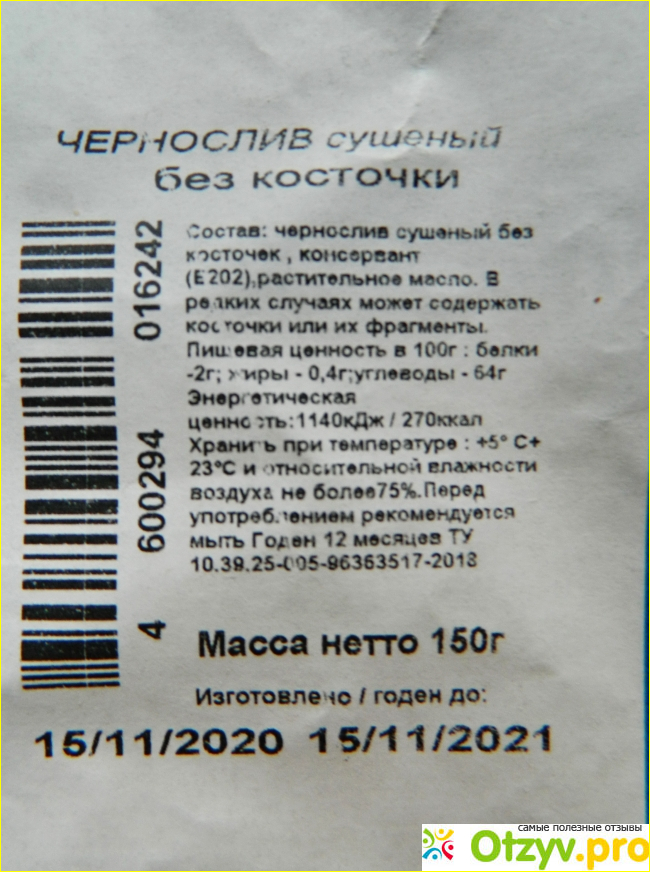 ЧЕРНОСЛИВ сушеный
без косточки
Состав: чернослив сушеный без
косточек , консервант
(Е202),растительное масло. В
редких случаях может содержать
косточки или их фрагменты.
Пищевая ценность в 100г : белки
-2г; жиры - 0,4г;углеводы - 64г
Энергетическая
ценность:1140кДж / 270ккал
Хранить при температуре : +5° С+
23°С и относительной влажности
воздуха не более75%.Перед
употреблением рекомендуется
мыть Годен 12 месяцев ТУ
10.39.25-005-96363517-2018
4 600294 016242
Масса нетто 150г
Изготовлено / годен до:
15/11/2020 15/11/2021
самые полезные отзывы
Otzyv.pro